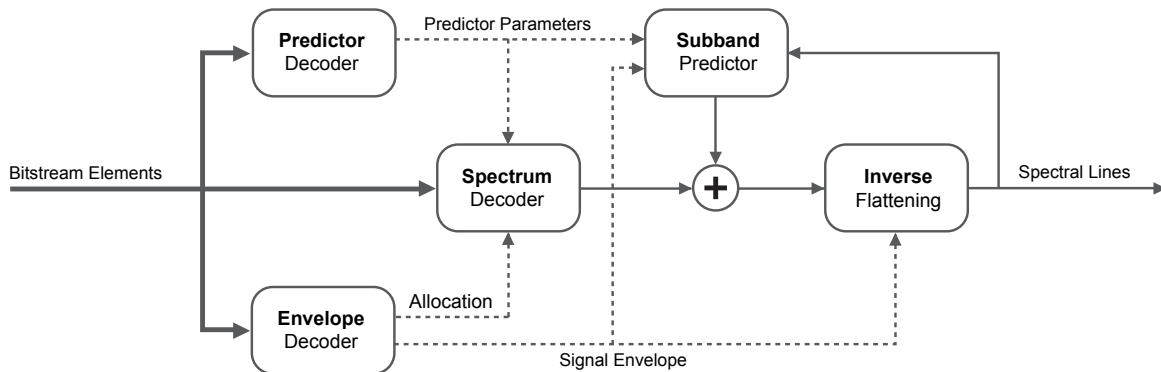 Predictor Parameters
Predictor
Decoder
Subband
Predictor
Bitstream Elements
Spectrum
Decoder
+
Inverse
Flattening
Spectral Lines
Allocation
Envelope
Decoder
Signal Envelope